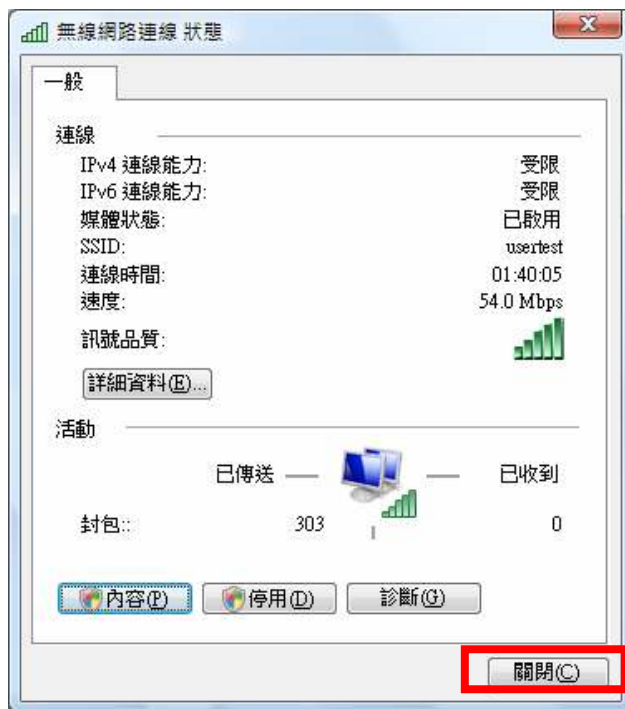 無線網路連線 狀態
一般
連線
IPv4 連線能力: 受限
IPv6 連線能力: 受限
媒體狀態: 已啟用
SSID: usertest
連線時間: 01:40:05
速度: 54.0 Mbps
訊號品質:
詳細資料(E)...
活動
已傳送 — — 已收到
封包:: 303 0
內容(P) 停用(D) 診斷(G)
關閉(C)